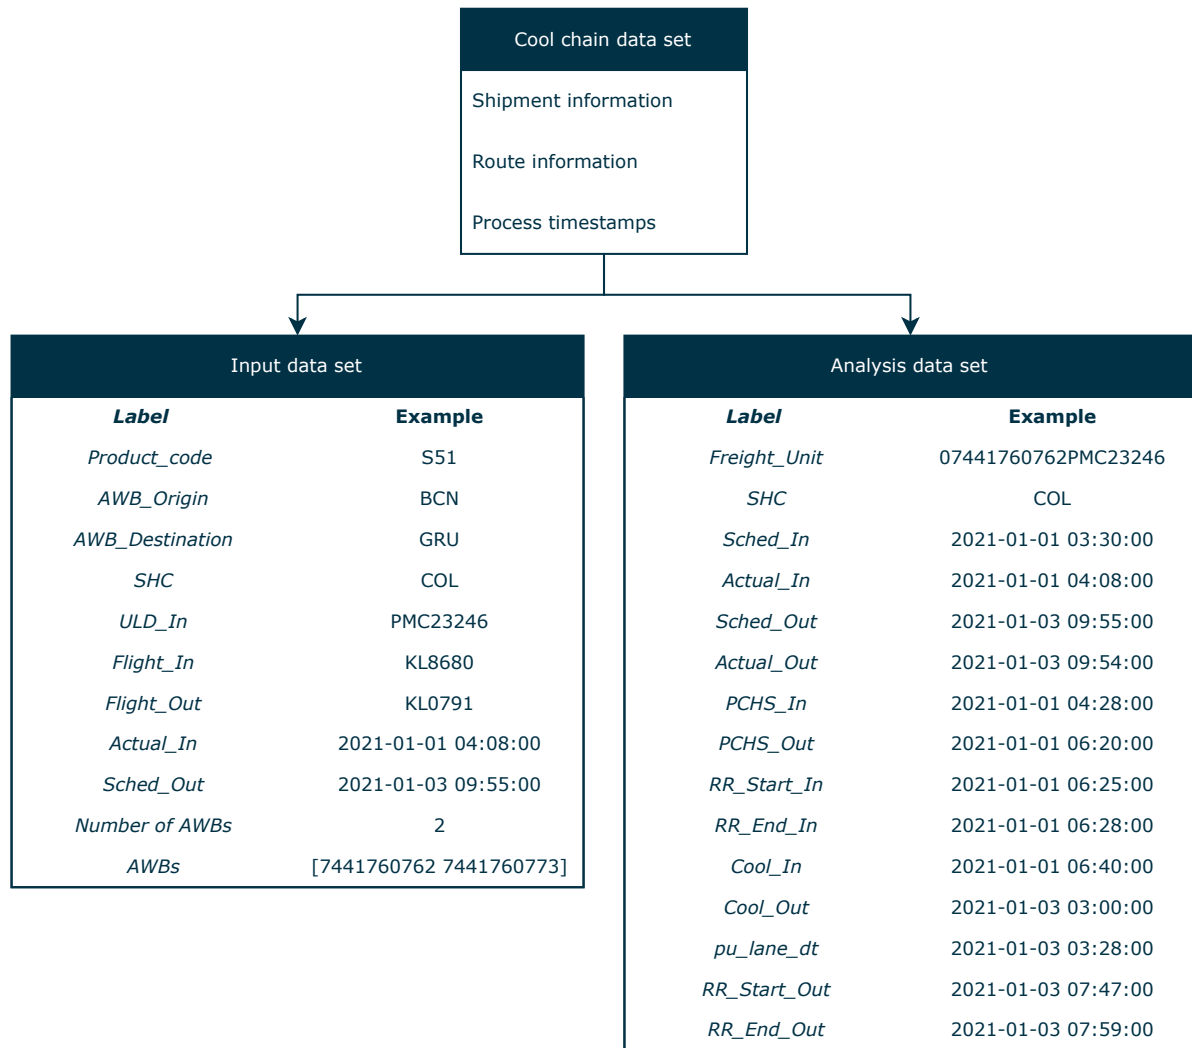 Cool chain data set
Shipment information
Route information
Process timestamps
Input data set
Label Example
Product_code S51
AWB_Origin BCN
AWB_Destination GRU
SHC COL
ULD_In PMC23246
Flight_In KL8680
Flight_Out KL0791
Actual_In 2021-01-01 04:08:00
Sched_Out 2021-01-03 09:55:00
Number of AWBs 2
AWBs [7441760762 7441760773]
Analysis data set
Label Example
Freight_Unit 07441760762PMC23246
SHC COL
Sched_In 2021-01-01 03:30:00
Actual_In 2021-01-01 04:08:00
Sched_Out 2021-01-03 09:55:00
Actual_Out 2021-01-03 09:54:00
PCHS_In 2021-01-01 04:28:00
PCHS_Out 2021-01-01 06:20:00
RR_Start_In 2021-01-01 06:25:00
RR_End_In 2021-01-01 06:28:00
Cool_In 2021-01-01 06:40:00
Cool_Out 2021-01-03 03:00:00
pu_lane_dt 2021-01-03 03:28:00
RR_Start_Out 2021-01-03 07:47:00
RR_End_Out 2021-01-03 07:59:00